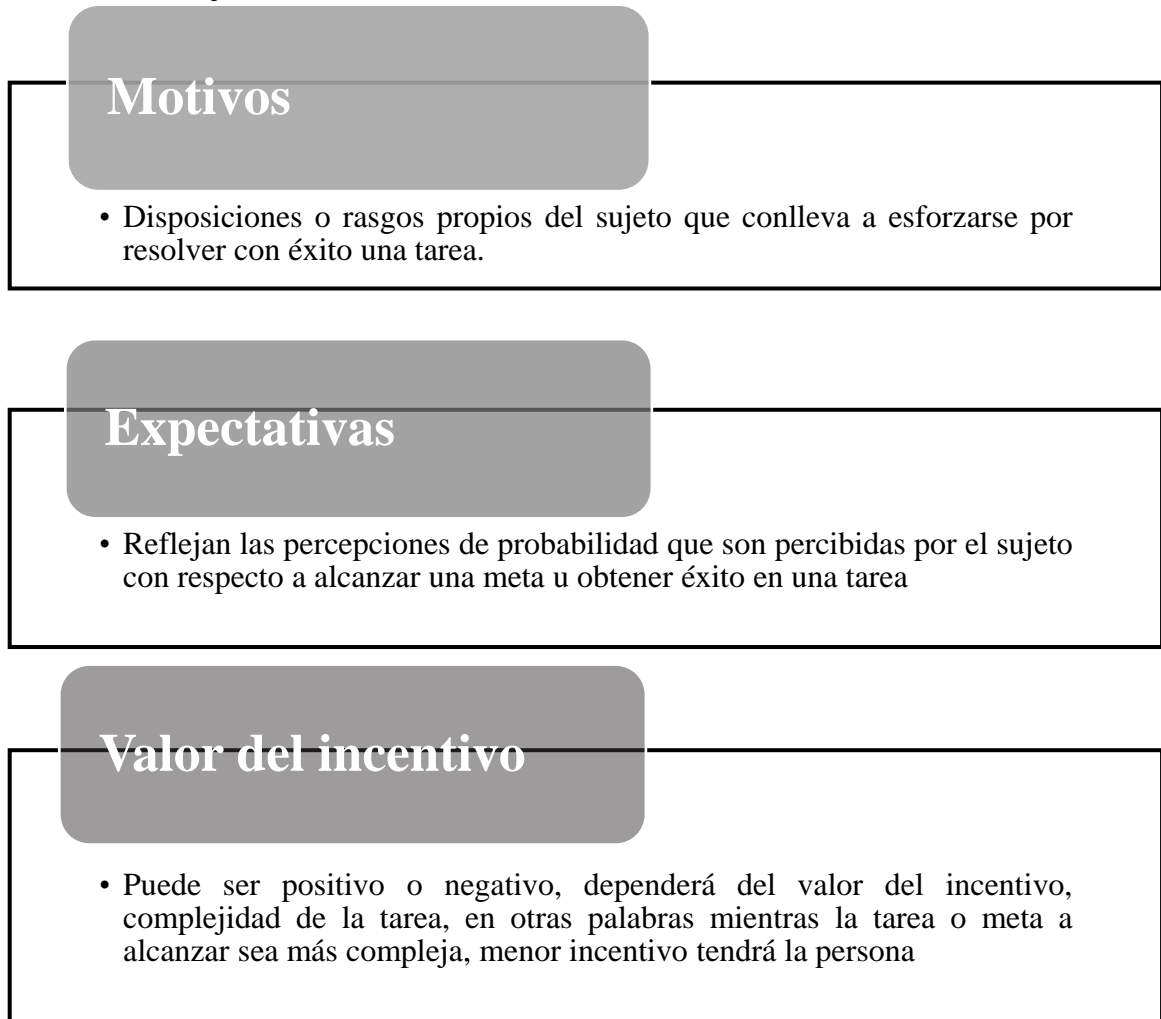 Motivos
• Disposiciones o rasgos propios del sujeto que conlleva a esforzarse por
resolver con éxito una tarea.
Expectativas
• Reflejan las percepciones de probabilidad que son percibidas por el sujeto
con respecto a alcanzar una meta u obtener éxito en una tarea
Valor del incentivo
• Puede ser positivo o negativo, dependerá del valor del incentivo,
complejidad de la tarea, en otras palabras mientras la tarea o meta a
alcanzar sea más compleja, menor incentivo tendrá la persona